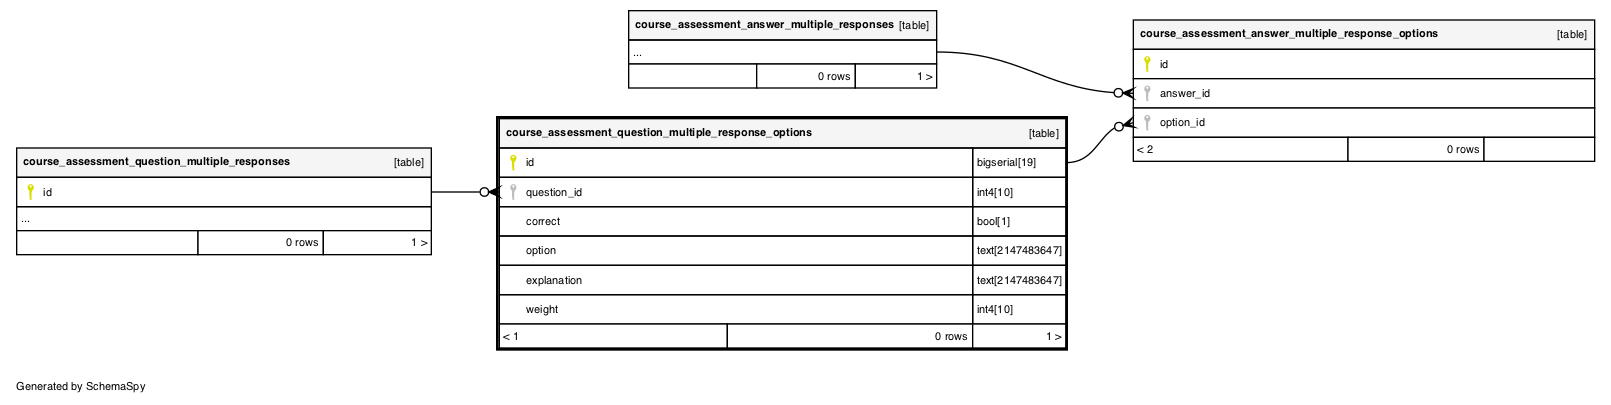 course_assessment_answer_multiple_responses [table]
...
0 rows 1 >
course_assessment_answer_multiple_response_options [table]
id
answer_id
option_id
< 2 0 rows
course_assessment_question_multiple_response_options [table]
id bigserial[19]
question_id int4[10]
correct bool[1]
option text[2147483647]
explanation text[2147483647]
weight int4[10]
< 1 0 rows 1 >
course_assessment_question_multiple_responses [table]
id
...
0 rows 1 >
Generated by SchemaSpy